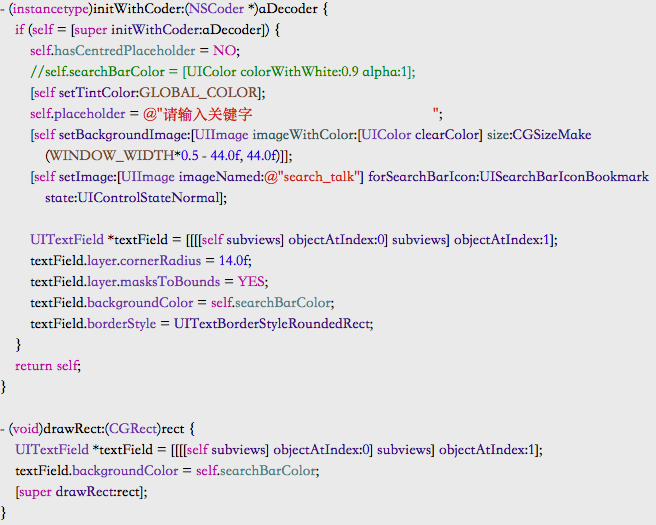 - (instancetype)initWithCoder:(NSCoder *)aDecoder {
if (self = [super initWithCoder:aDecoder]) {
self.hasCentredPlaceholder = NO;
//self.searchBarColor = [UIColor colorWithWhite:0.9 alpha:1];
[self setTintColor:GLOBAL_COLOR];
self.placeholder = @"请输入关键字                                                ";
[self setBackgroundImage:[UIImage imageWithColor:[UIColor clearColor] size:CGSizeMake
(WINDOW_WIDTH*0.5 - 44.0f, 44.0f)]];
[self setImage:[UIImage imageNamed:@"search_talk"] forSearchBarIcon:UISearchBarIconBookmark
state:UIControlStateNormal];
UITextField *textField = [[[[self subviews] objectAtIndex:0] subviews] objectAtIndex:1];
textField.layer.cornerRadius = 14.0f;
textField.layer.masksToBounds = YES;
textField.backgroundColor = self.searchBarColor;
textField.borderStyle = UITextBorderStyleRoundedRect;
}
return self;
}
- (void)drawRect:(CGRect)rect {
UITextField *textField = [[[[self subviews] objectAtIndex:0] subviews] objectAtIndex:1];
textField.backgroundColor = self.searchBarColor;
[super drawRect:rect];
}